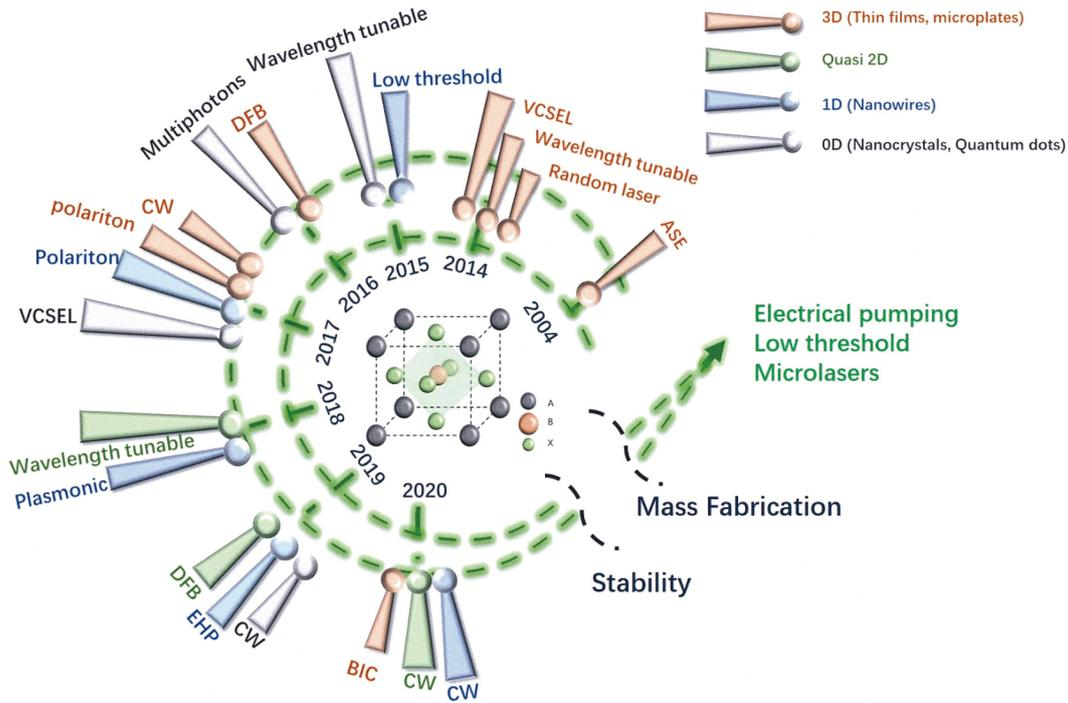 3D (Thin films, microplates)
Quasi 2D
1D (Nanowires)
0D (Nanocrystals, Quantum dots)
Wavelength tunable
Low threshold
Multiphotons
DFB
VCSEL
Wavelength tunable
Random laser
ASE
polariton
CW
Polariton
VCSEL
2004
2014
2015
2016
2017
2018
2019
2020
A
B
X
Electrical pumping
Low threshold
Microlasers
Mass Fabrication
Stability
Wavelength tunable
Plasmonic
DFB
EHP
CW
BIC
CW
CW